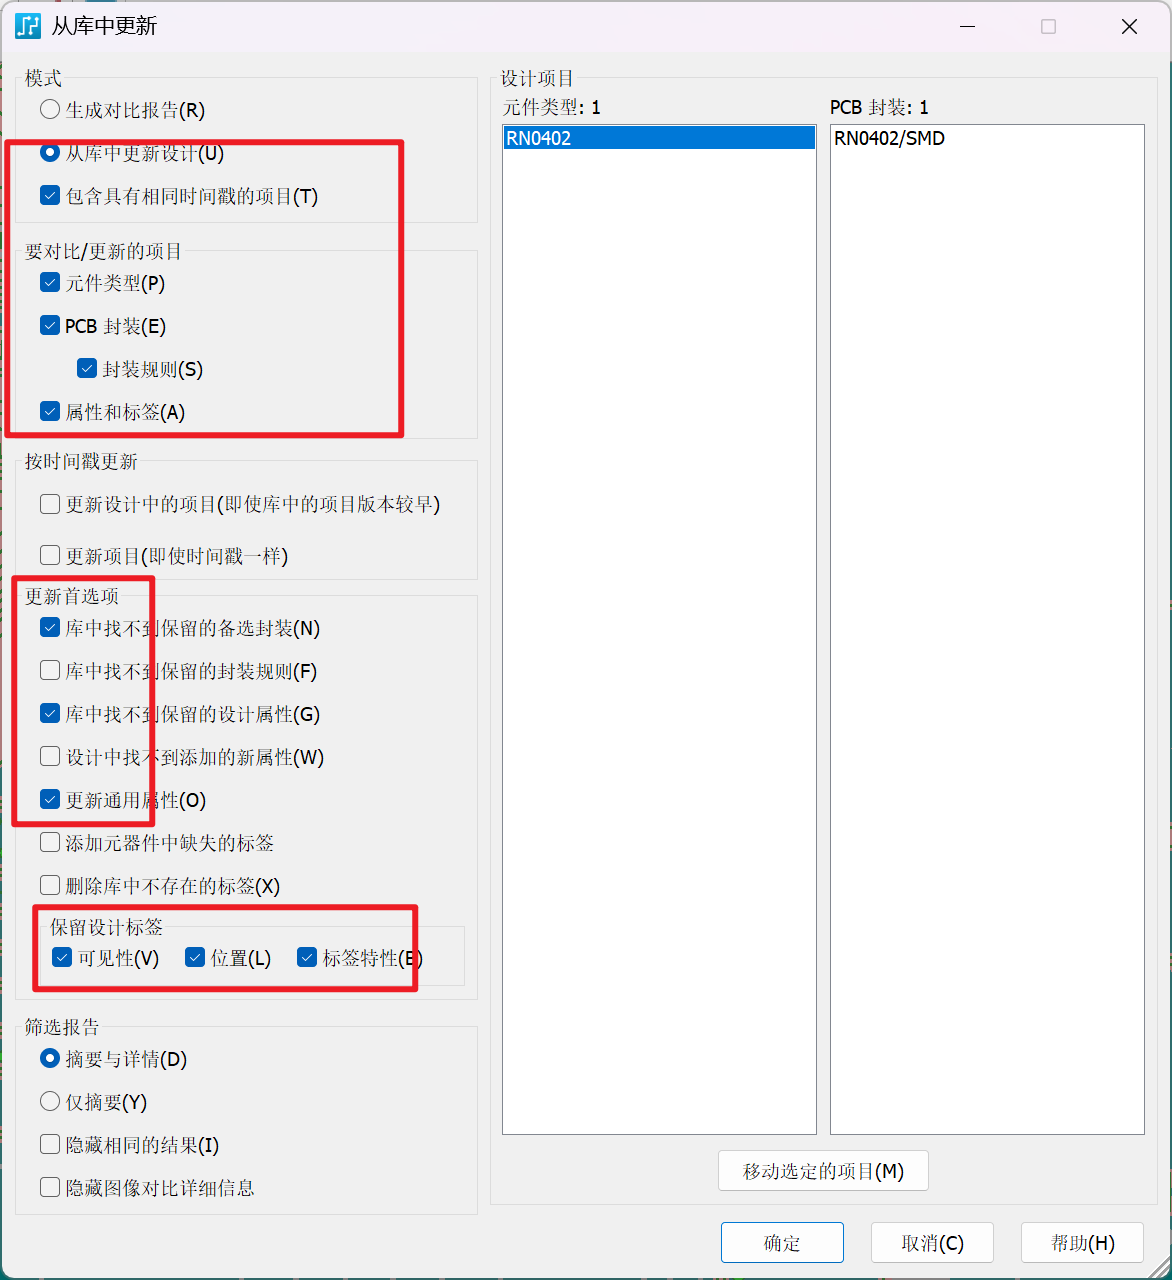 从库中更新
模式
生成对比报告(R)
从库中更新设计(U)
包含具有相同时间戳的项目(T)
要对比/更新的项目
元件类型(P)
PCB 封装(E)
封装规则(S)
属性和标签(A)
按时间戳更新
更新设计中的项目(即使库中的项目版本较早)
更新项目(即使时间戳一样)
更新首选项
库中找不到保留的备选封装(N)
库中找不到保留的封装规则(F)
库中找不到保留的设计属性(G)
设计中找不到添加的新属性(W)
更新通用属性(O)
添加元器件中缺失的标签
删除库中不存在的标签(X)
保留设计标签
可见性(V) 位置(L) 标签特性(B)
筛选报告
摘要与详情(D)
仅摘要(Y)
隐藏相同的结果(I)
隐藏图像对比详细信息
设计项目
元件类型: 1
RN0402
PCB 封装: 1
RN0402/SMD
移动选定的项目(M)
确定 取消(C) 帮助(H)